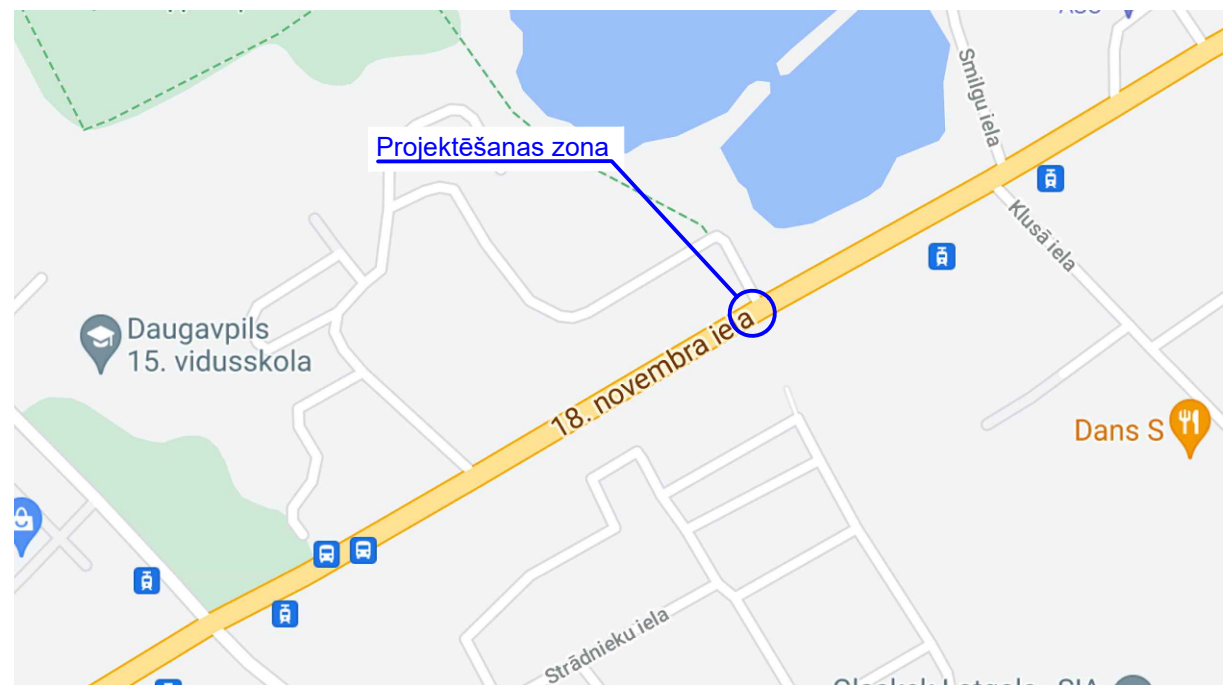 Smilgu iela
Projektēšanas zona
Klusā iela
Daugavpils
15. vidusskola
18. novembra iela
Dans S
Strādnieku iela